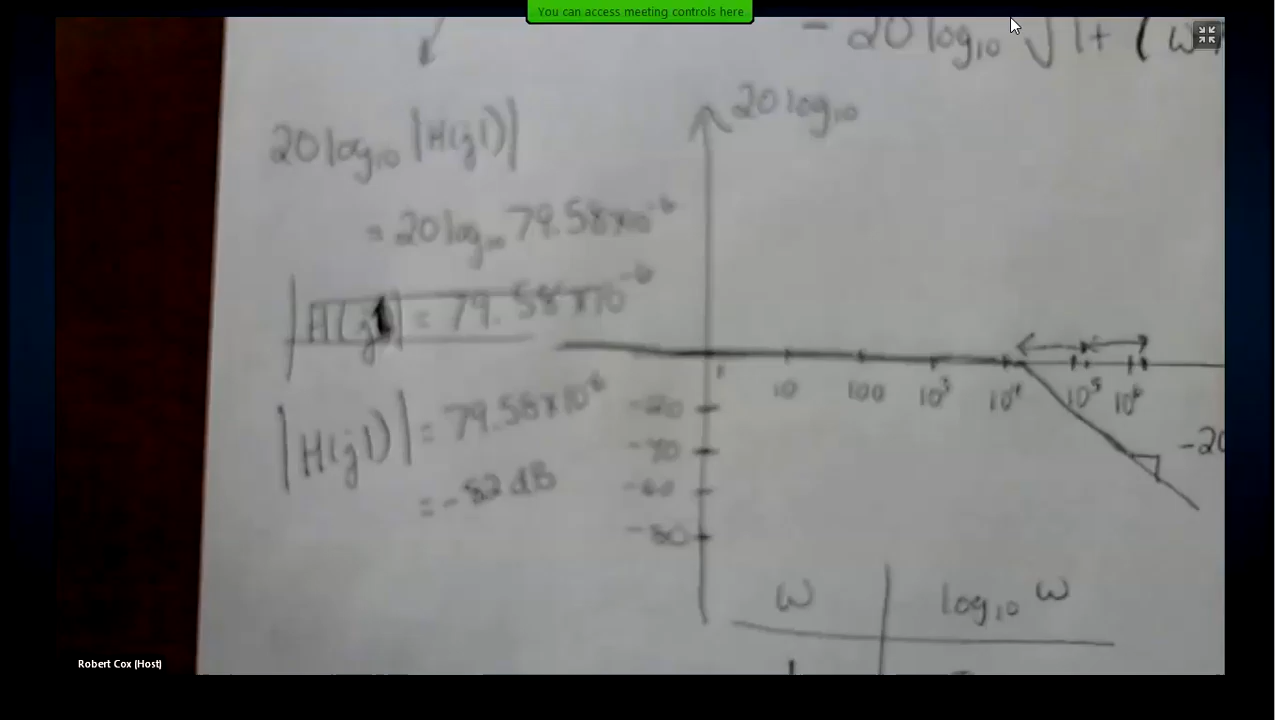 You can access meeting controls here
- 20 log₁₀ √1+ (ω
20 log₁₀
20 log₁₀ |H(j1)|
= 20 log₁₀ 79.58x10⁻⁶
|H(j1)| = 79.58x10⁻⁶
|H(j1)| = 79.58x10⁻⁶
= -82 dB
1 10 100 10³ 10⁴ 10⁵ 10⁶
-20
-40
-60
-80
-20
ω log₁₀ ω
Robert Cox (Host)